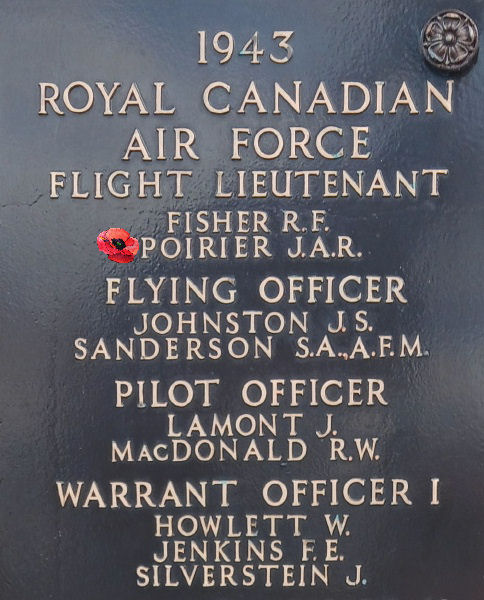 1943
ROYAL CANADIAN
AIR FORCE
FLIGHT LIEUTENANT
FISHER R.F.
POIRIER J.A.R.
FLYING OFFICER
JOHNSTON J.S.
SANDERSON S.A.,A.F.M.
PILOT OFFICER
LAMONT J.
MACDONALD R.W.
WARRANT OFFICER I
HOWLETT W.
JENKINS F.E.
SILVERSTEIN J.